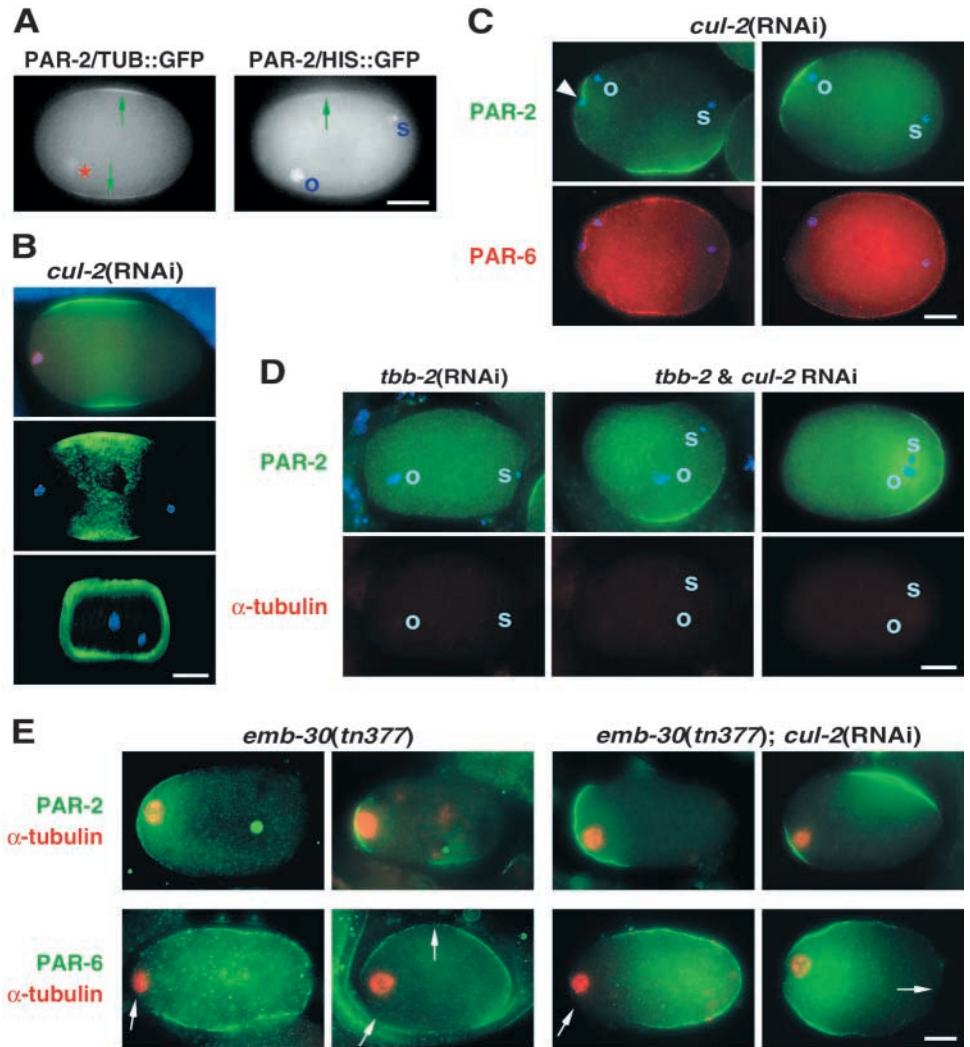 A
PAR-2/TUB::GFP PAR-2/HIS::GFP
*
o
s
B
cul-2(RNAi)
C
cul-2(RNAi)
PAR-2
o
s
o
s
PAR-6
D
tbb-2(RNAi) tbb-2 & cul-2 RNAi
PAR-2
o
s
s
o
s
o
α-tubulin
o
s
s
o
s
o
E
emb-30(tn377) emb-30(tn377); cul-2(RNAi)
PAR-2
α-tubulin
PAR-6
α-tubulin